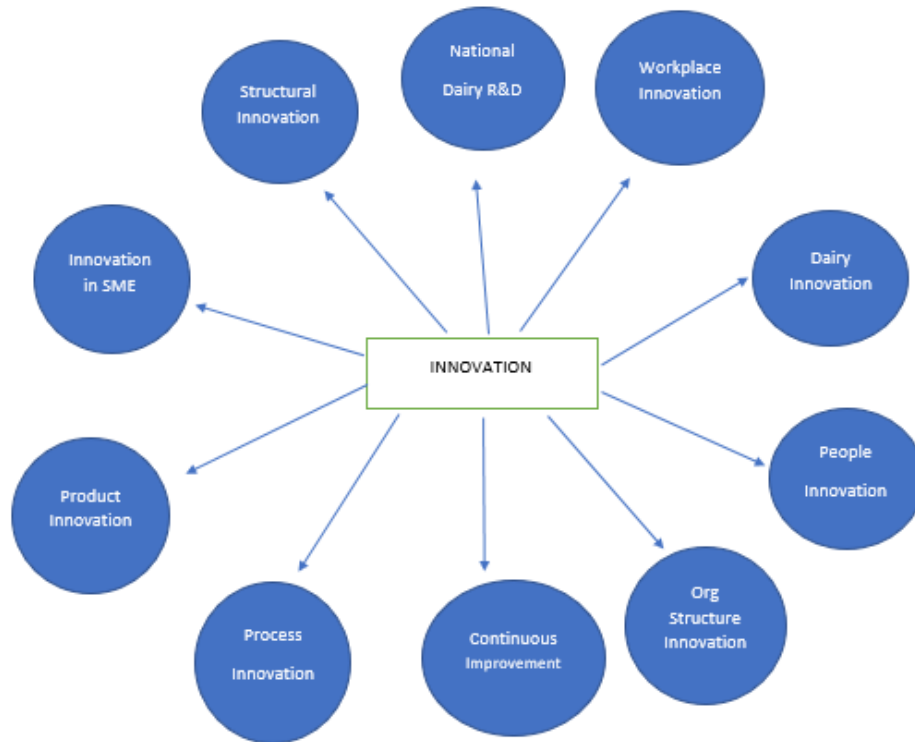 National
Dairy R&D
Workplace
Innovation
Structural
Innovation
Innovation
in SME
Dairy
Innovation
INNOVATION
People
Innovation
Product
Innovation
Org
Structure
Innovation
Process
Innovation
Continuous
Improvement